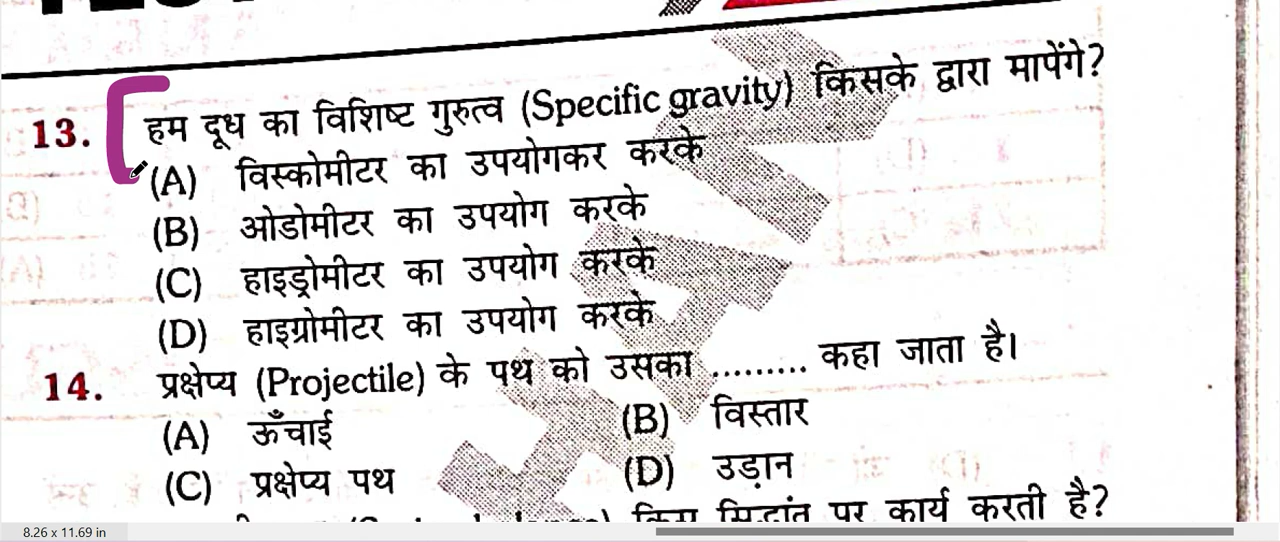 13. हम दूध का विशिष्ट गुरुत्व (Specific gravity) किसके द्वारा मापेंगे?
(A) विस्कोमीटर का उपयोगकर करके
(B) ओडोमीटर का उपयोग करके
(C) हाइड्रोमीटर का उपयोग करके
(D) हाइग्रोमीटर का उपयोग करके
14. प्रक्षेप्य (Projectile) के पथ को उसका ......... कहा जाता है।
(A) ऊँचाई (B) विस्तार
(C) प्रक्षेप्य पथ (D) उड़ान
किस सिद्धांत पर कार्य करती है?
8.26 x 11.69 in